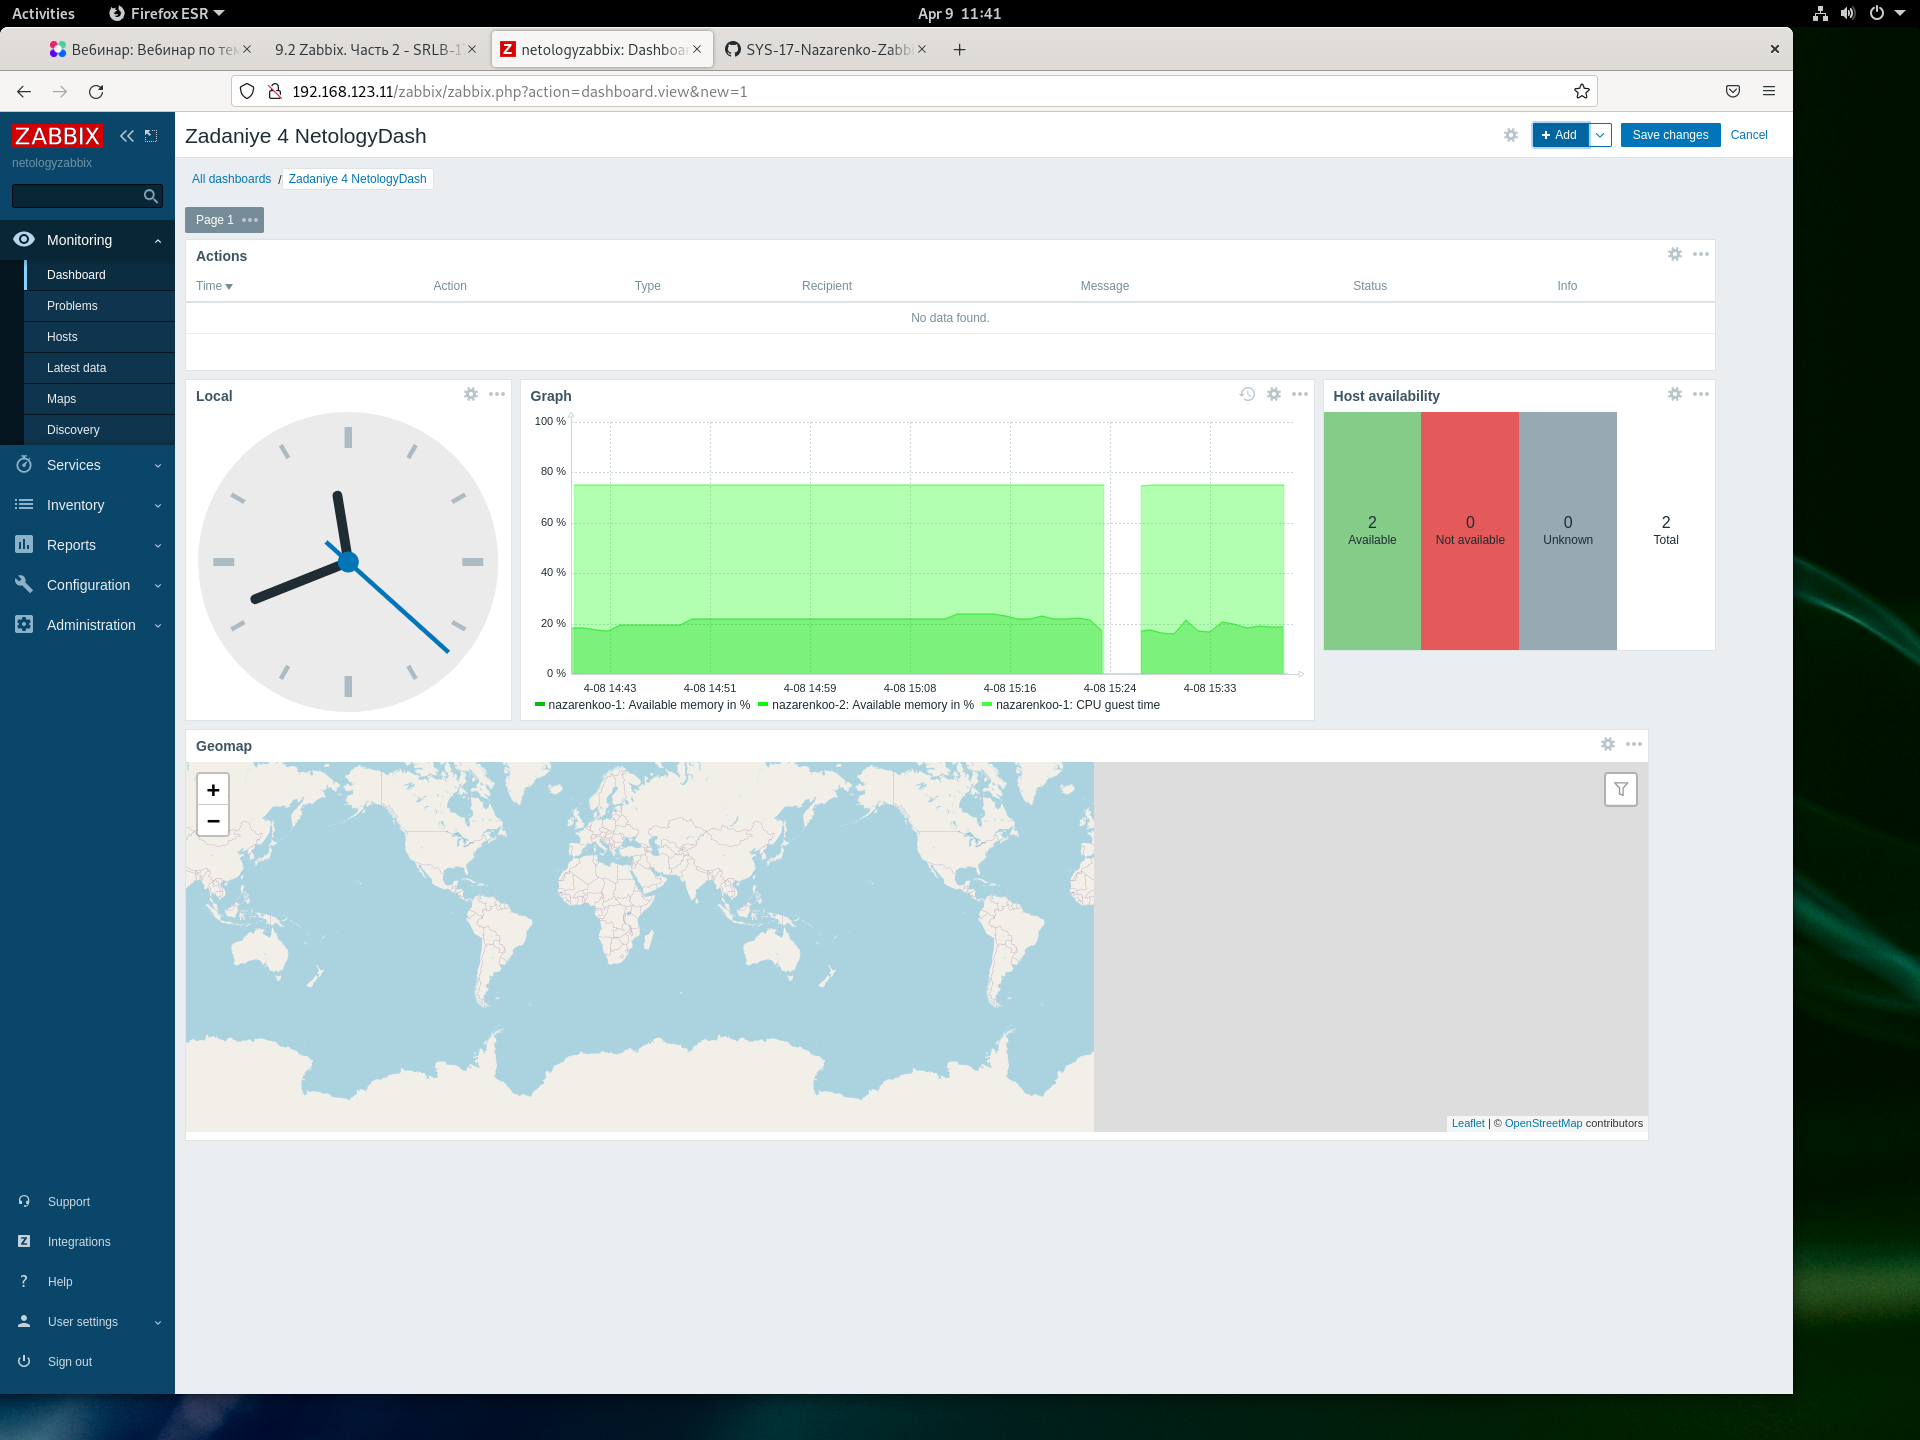 Activities Firefox ESR Apr 9 11:41
Вебинар: Вебинар по те 9.2 Zabbix. Часть 2 - SRLB-1 netologyzabbix: Dashboa SYS-17-Nazarenko-Zabb
192.168.123.11/zabbix/zabbix.php?action=dashboard.view&new=1
ZABBIX
netologyzabbix
Monitoring
Dashboard
Problems
Hosts
Latest data
Maps
Discovery
Services
Inventory
Reports
Configuration
Administration
Support
Integrations
Help
User settings
Sign out
Zadaniye 4 NetologyDash
+ Add Save changes Cancel
All dashboards / Zadaniye 4 NetologyDash
Page 1
Actions
Time Action Type Recipient Message Status Info
No data found.
Local
Graph
100 %
80 %
60 %
40 %
20 %
0 %
4-08 14:43 4-08 14:51 4-08 14:59 4-08 15:08 4-08 15:16 4-08 15:24 4-08 15:33
nazarenkoo-1: Available memory in % nazarenkoo-2: Available memory in % nazarenkoo-1: CPU guest time
Host availability
2 0 0 2
Available Not available Unknown Total
Geomap
+
−
Leaflet | © OpenStreetMap contributors